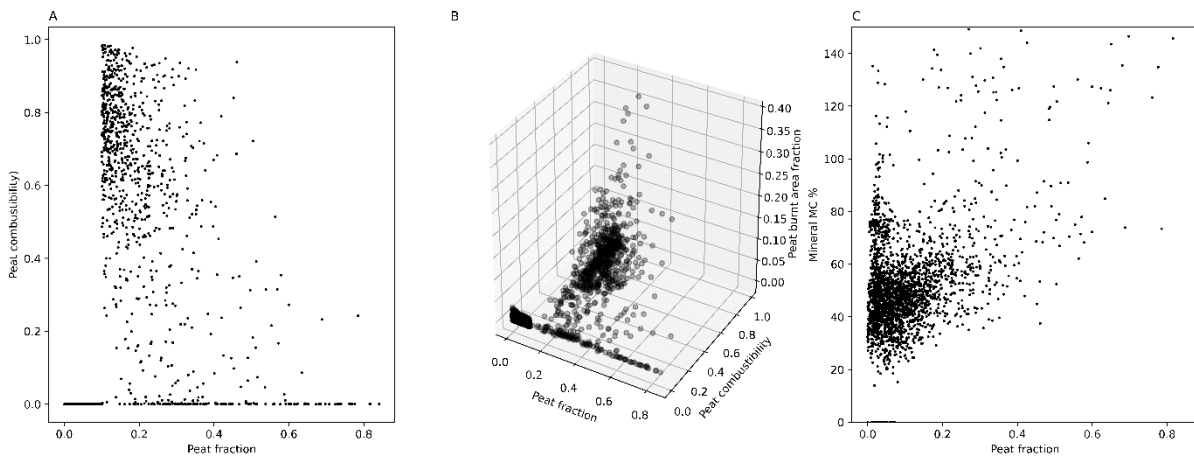 A
B
C
1.0
0.8
0.6
0.4
0.2
0.0
Peat combustibility)
0.0 0.2 0.4 0.6 0.8
Peat fraction
0.40
0.35
0.30
0.25
0.20
0.15
0.10
0.05
0.00
Peat burnt area fraction
1.0
0.8
0.6
0.4
0.2
0.0
Peat combustibility
0.0
0.2
0.4
0.6
0.8
Peat fraction
140
120
100
80
60
40
20
0
Mineral MC %
0.0 0.2 0.4 0.6 0.8
Peat fraction